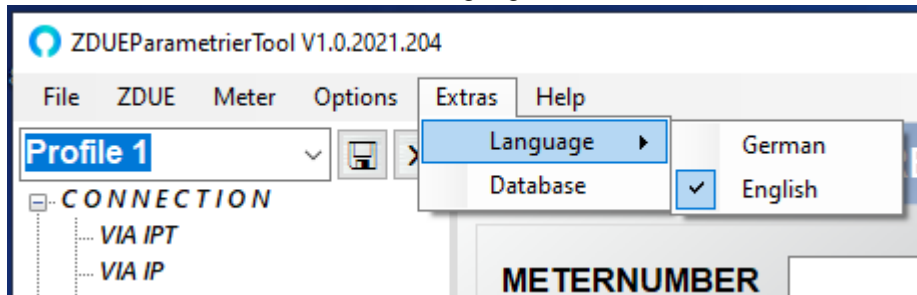 ZDUEParametrierTool V1.0.2021.204
File ZDUE Meter Options Extras Help
Profile 1
Language
German
Database
English
CONNECTION
VIA IPT
VIA IP
METERNUMBER